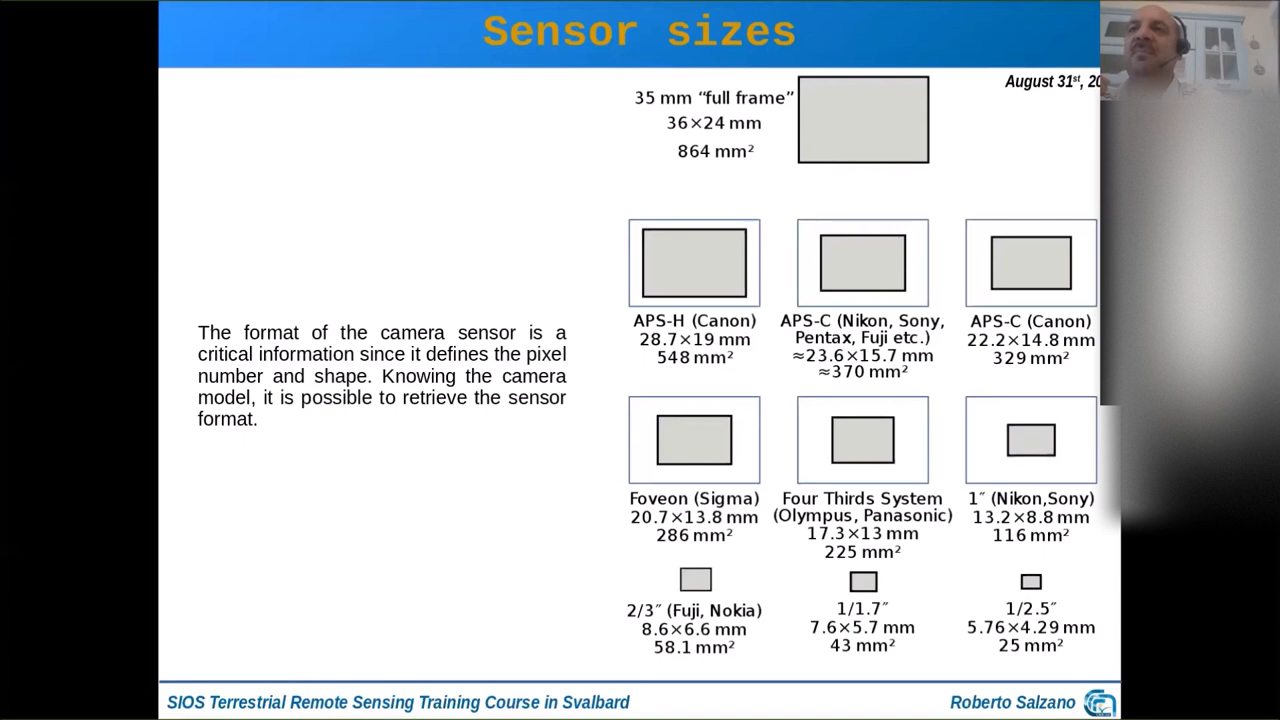 Sensor sizes
August 31st, 20
35 mm “full frame”
36×24 mm
864 mm²
APS-H (Canon)
28.7×19 mm
548 mm²
APS-C (Nikon, Sony,
Pentax, Fuji etc.)
≈23.6×15.7 mm
≈370 mm²
APS-C (Canon)
22.2×14.8 mm
329 mm²
The format of the camera sensor is a
critical information since it defines the pixel
number and shape. Knowing the camera
model, it is possible to retrieve the sensor
format.
Foveon (Sigma)
20.7×13.8 mm
286 mm²
Four Thirds System
(Olympus, Panasonic)
17.3×13 mm
225 mm²
1″ (Nikon,Sony)
13.2×8.8 mm
116 mm²
2/3″ (Fuji, Nokia)
8.6×6.6 mm
58.1 mm²
1/1.7″
7.6×5.7 mm
43 mm²
1/2.5″
5.76×4.29 mm
25 mm²
SIOS Terrestrial Remote Sensing Training Course in Svalbard
Roberto Salzano